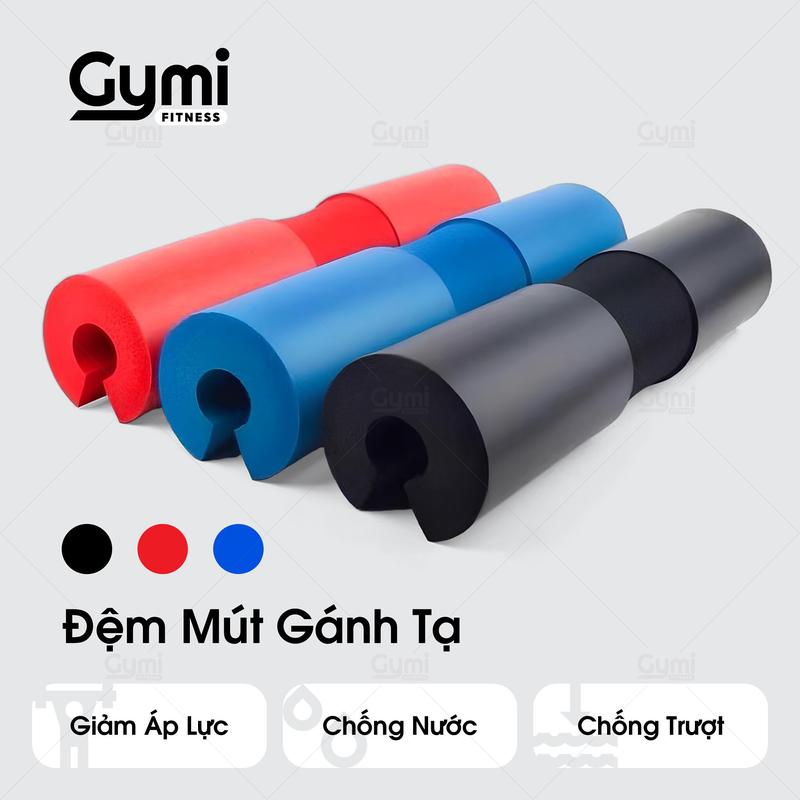 Gymi
FITNESS
Đệm Mút Gánh Tạ
Giảm Áp Lực
Chống Nước
Chống Trượt